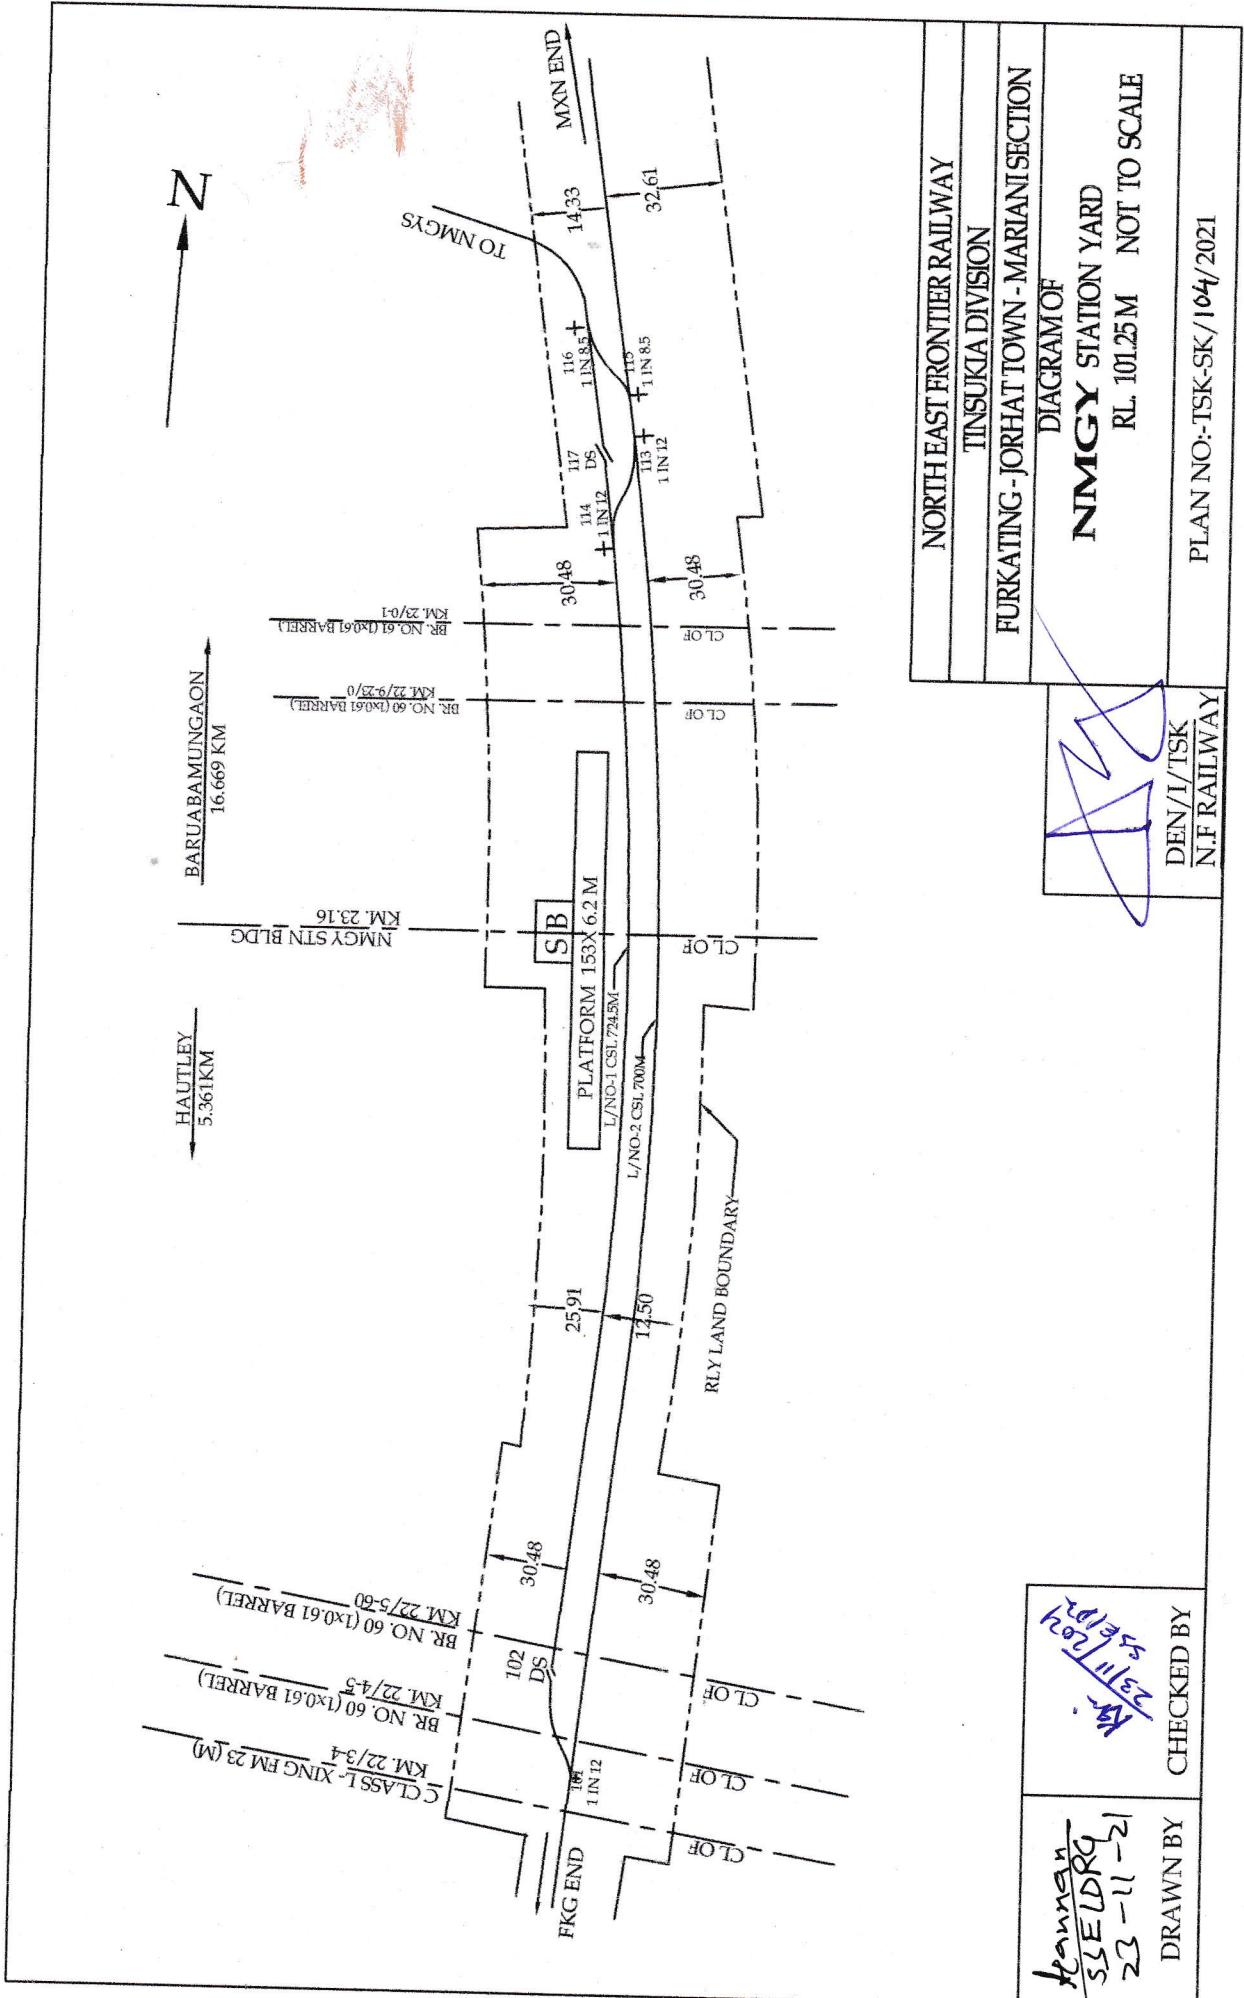 N
BARUABAMUNGAON
16.669 KM
HAUTLEY
5.361KM
MXN END
TO NMGYS
14.33
32.61
116
1 IN 8.5
115
1 IN 8.5
117
DS
113
1 IN 12
114
1 IN 12
30.48
30.48
BR. NO. 61 (1x0.61 BARREL)
KM. 23/0-1
CL OF
BR. NO. 60 (1x0.61 BARREL)
KM. 22/9-23/0
CL OF
NMGY STN BLDG
KM. 23.16
CL OF
S B
PLATFORM 153X 6.2 M
L/NO-1 CSL 724.5M
L/NO-2 CSL 700M
RLY LAND BOUNDARY
25.91
12.50
30.48
30.48
BR. NO. 60 (1x0.61 BARREL)
KM. 22/5-60
CL OF
102
DS
BR. NO. 60 (1x0.61 BARREL)
KM. 22/4-5
CL OF
C CLASS L- XING FM 23 (M)
KM. 22/3-4
CL OF
101
1 IN 12
FKG END
NORTH EAST FRONTIER RAILWAY
TINSUKIA DIVISION
FURKATING - JORHAT TOWN - MARIANI SECTION
DIAGRAM OF
NMGY STATION YARD
RL. 101.25 M NOT TO SCALE
PLAN NO:-TSK-SK/104/2021
DEN/I/TSK
N.F RAILWAY
23/11/2021
CHECKED BY
Hannan
SSE/DRG
23-11-21
DRAWN BY